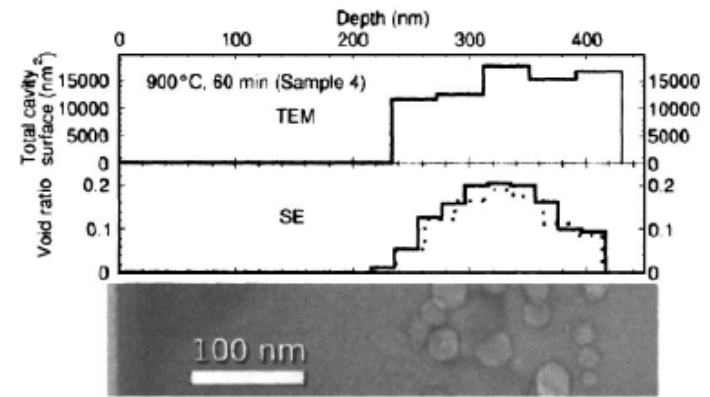 Depth (nm)
0 100 200 300 400
Total cavity
surface (nm²)
15000 15000
10000 10000
5000 5000
0 0
900°C, 60 min (Sample 4)
TEM
Void ratio
0.2 0.2
0.1 0.1
0 0
SE
100 nm